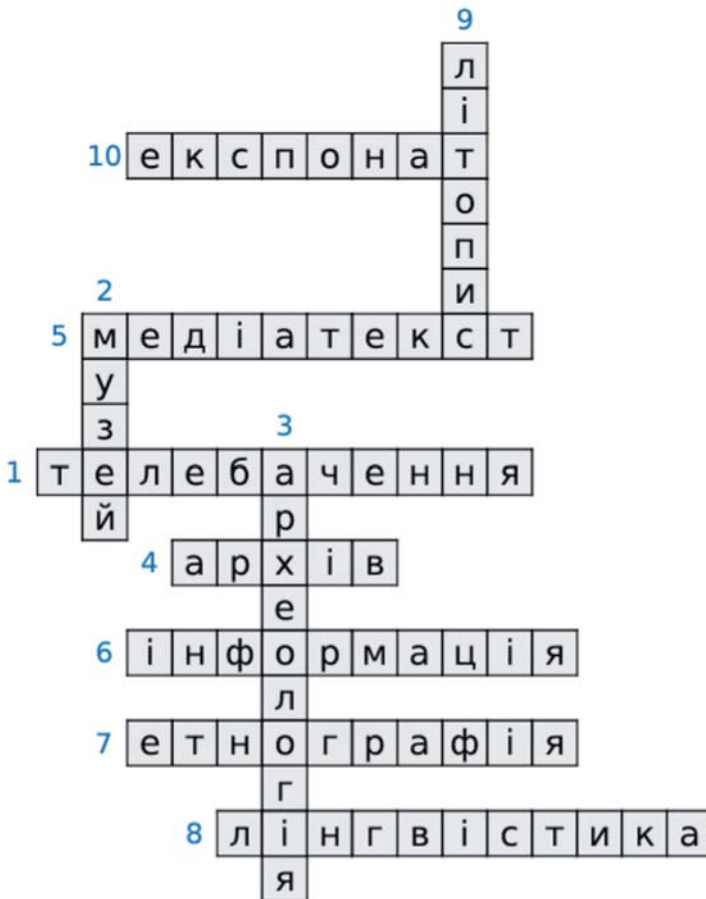 9
л
і
10 експонат
о
п
2 и
5 медіатекст
у
з 3
1 телебачення
й р
4 архів
е
6 інформація
л
7 етнографія
г
8 лінгвістика
я